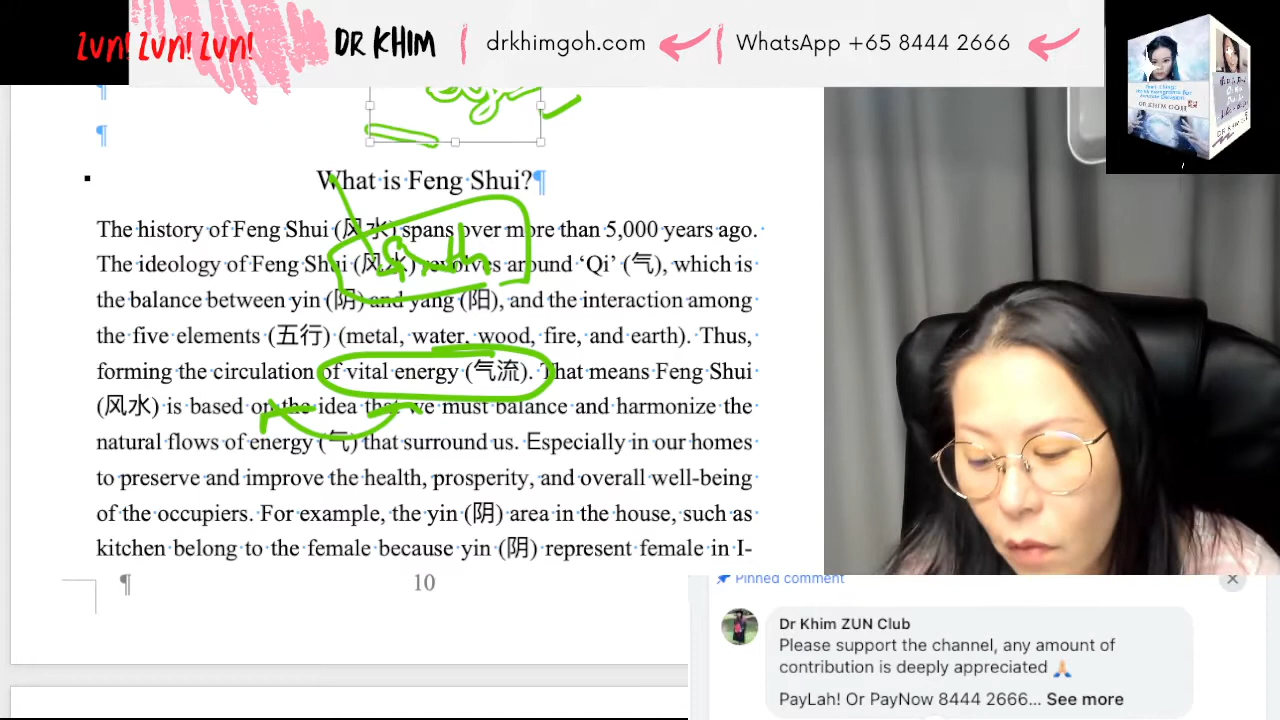 ZUN! ZUN! ZUN!
DR KHIM
drkhimgoh.com
WhatsApp +65 8444 2666
What is Feng Shui?
The history of Feng Shui (风水) spans over more than 5,000 years ago.
The ideology of Feng Shui (风水) revolves around ‘Qi’ (气), which is
the balance between yin (阴) and yang (阳), and the interaction among
the five elements (五行) (metal, water, wood, fire, and earth). Thus,
forming the circulation of vital energy (气流). That means Feng Shui
(风水) is based on the idea that we must balance and harmonize the
natural flows of energy (气) that surround us. Especially in our homes
to preserve and improve the health, prosperity, and overall well-being
of the occupiers. For example, the yin (阴) area in the house, such as
kitchen belong to the female because yin (阴) represent female in I-
10
Pinned comment
Dr Khim ZUN Club
Please support the channel, any amount of
contribution is deeply appreciated 🙏
PayLah! Or PayNow 8444 2666... See more